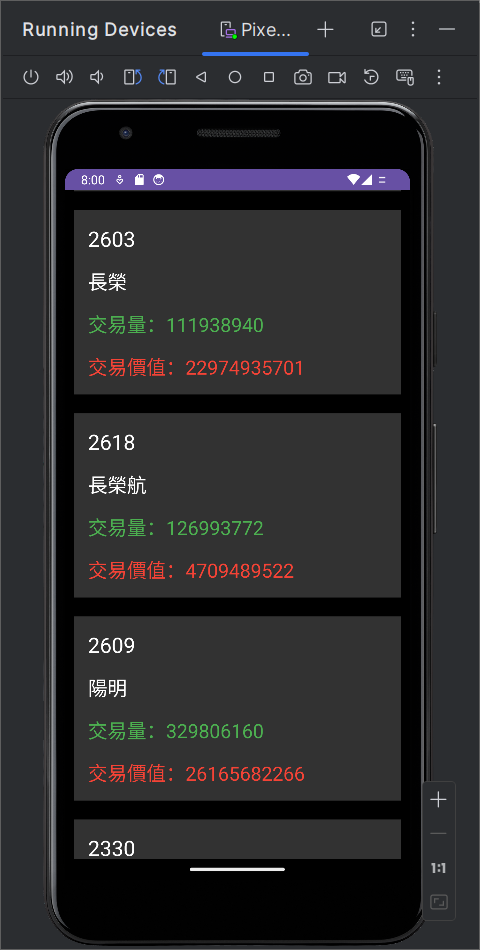 Running Devices
Pixe...
8:00
2603
長榮
交易量：111938940
交易價值：22974935701
2618
長榮航
交易量：126993772
交易價值：4709489522
2609
陽明
交易量：329806160
交易價值：26165682266
2330
1:1